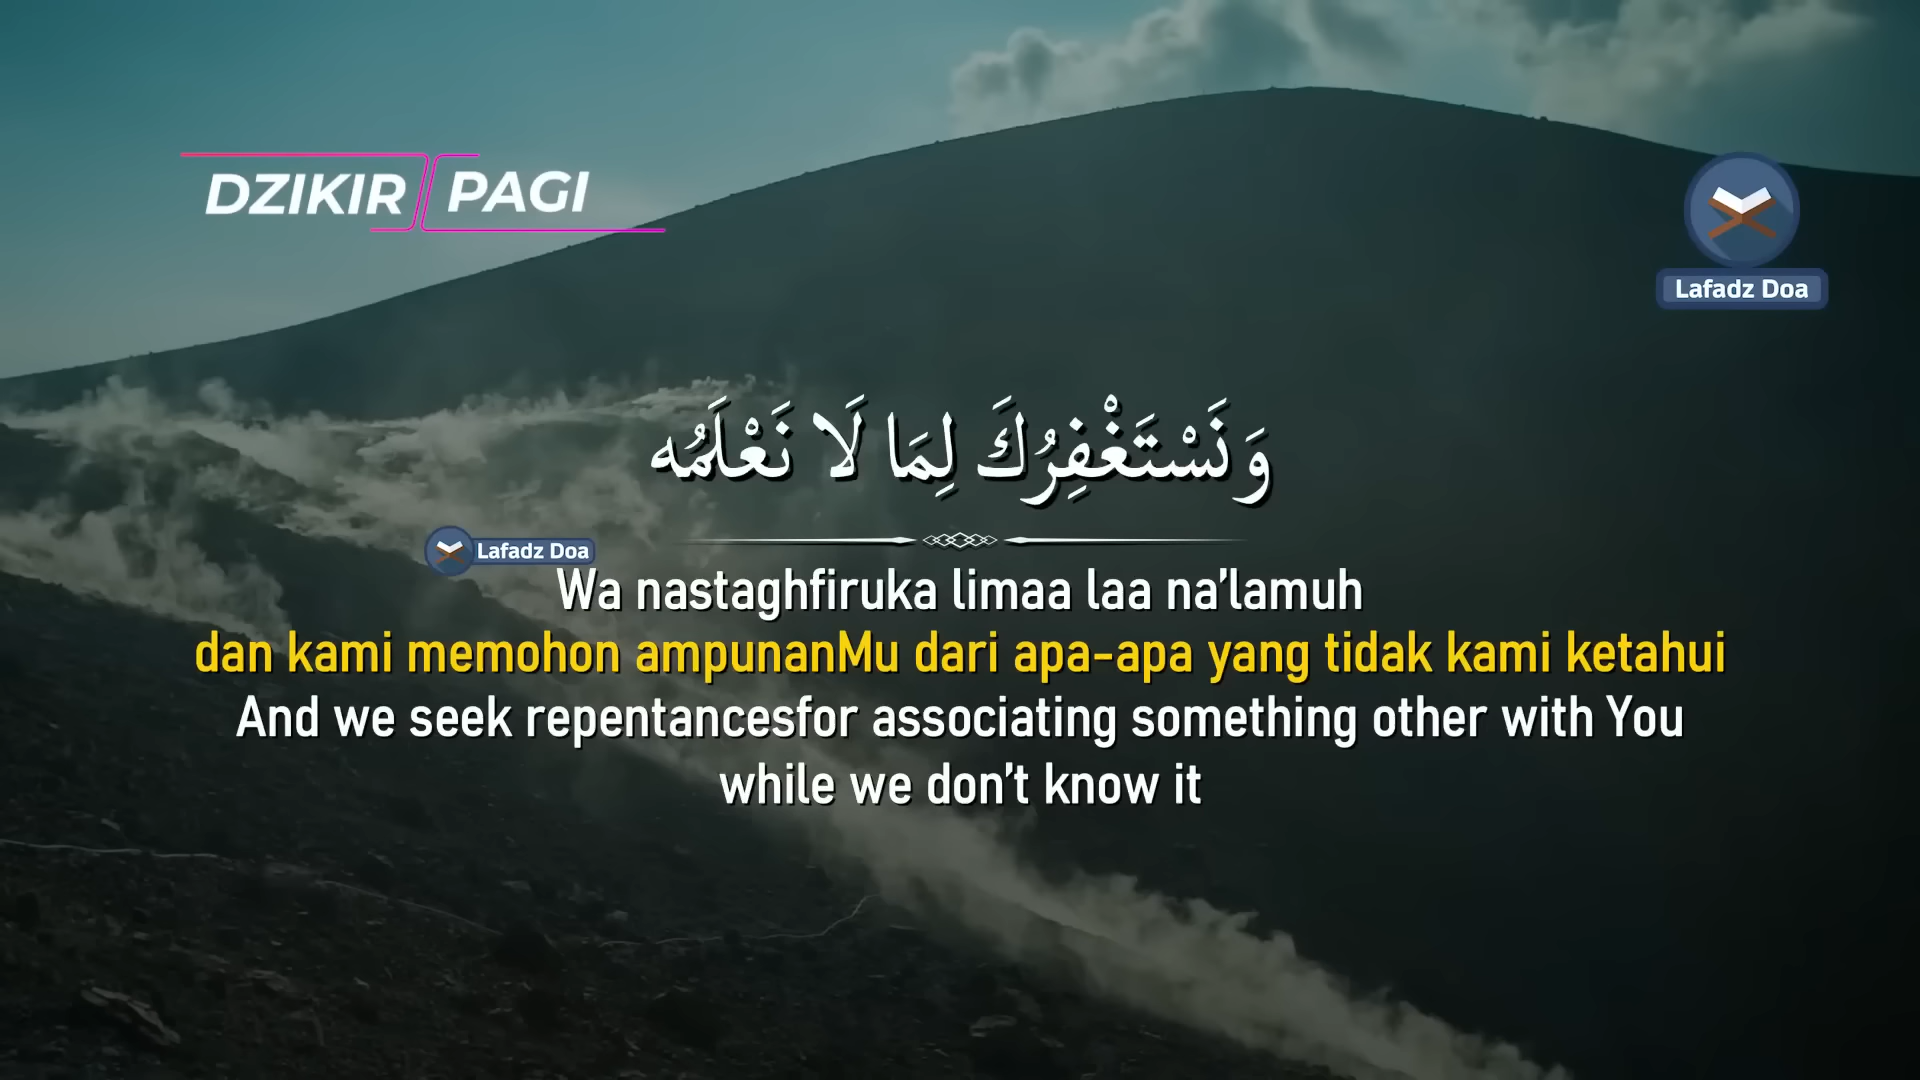 DZIKIR PAGI
Lafadz Doa
وَنَسْتَغْفِرُكَ لِمَا لَا نَعْلَمُه
Lafadz Doa
Wa nastaghfiruka limaa laa na’lamuh
dan kami memohon ampunanMu dari apa-apa yang tidak kami ketahui
And we seek repentancesfor associating something other with You
while we don’t know it